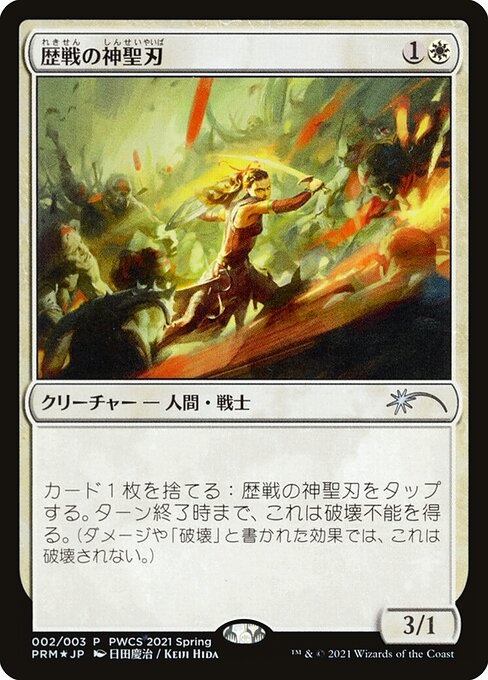 れきせん しんせいやいば
歴戦の神聖刃 1
クリーチャー — 人間・戦士
カード1枚を捨てる：歴戦の神聖刃をタップ
する。ターン終了時まで、これは破壊不能を得
る。（ダメージや「破壊」と書かれた効果では、これは
破壊されない。）
3/1
002/003 P PWCS 2021 Spring
PRM★JP 日田慶治 / Keiji Hida ™ & © 2021 Wizards of the Coast